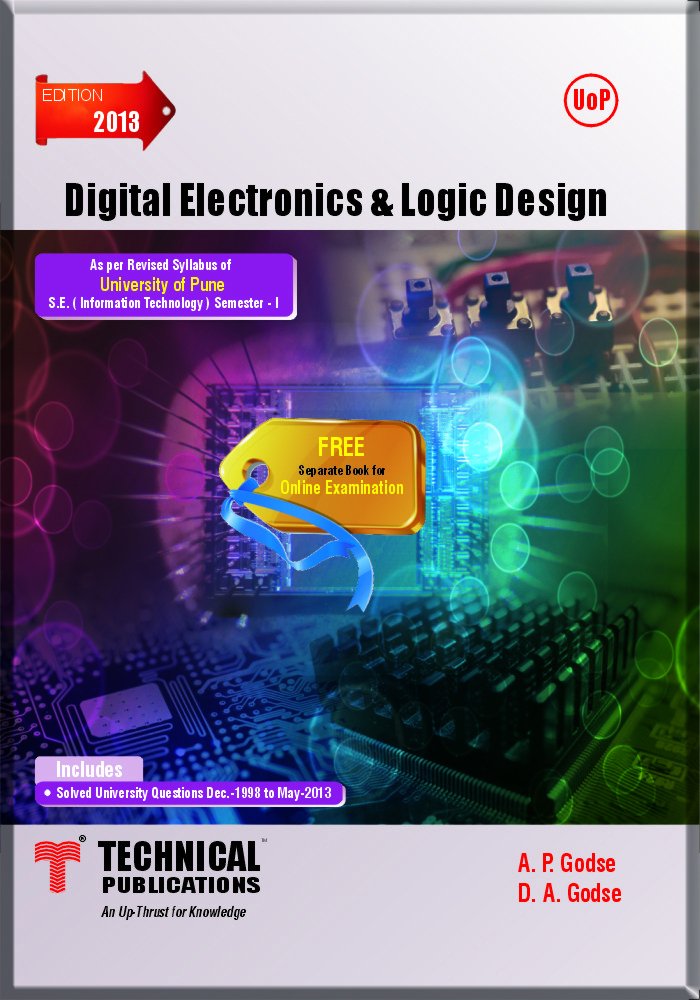 EDITION
2013
UoP
Digital Electronics & Logic Design
As per Revised Syllabus of
University of Pune
S.E. ( Information Technology ) Semester - I
FREE
Separate Book for
Online Examination
Includes
• Solved University Questions Dec.-1998 to May-2013
® TECHNICAL™
PUBLICATIONS
An Up-Thrust for Knowledge
A. P. Godse
D. A. Godse